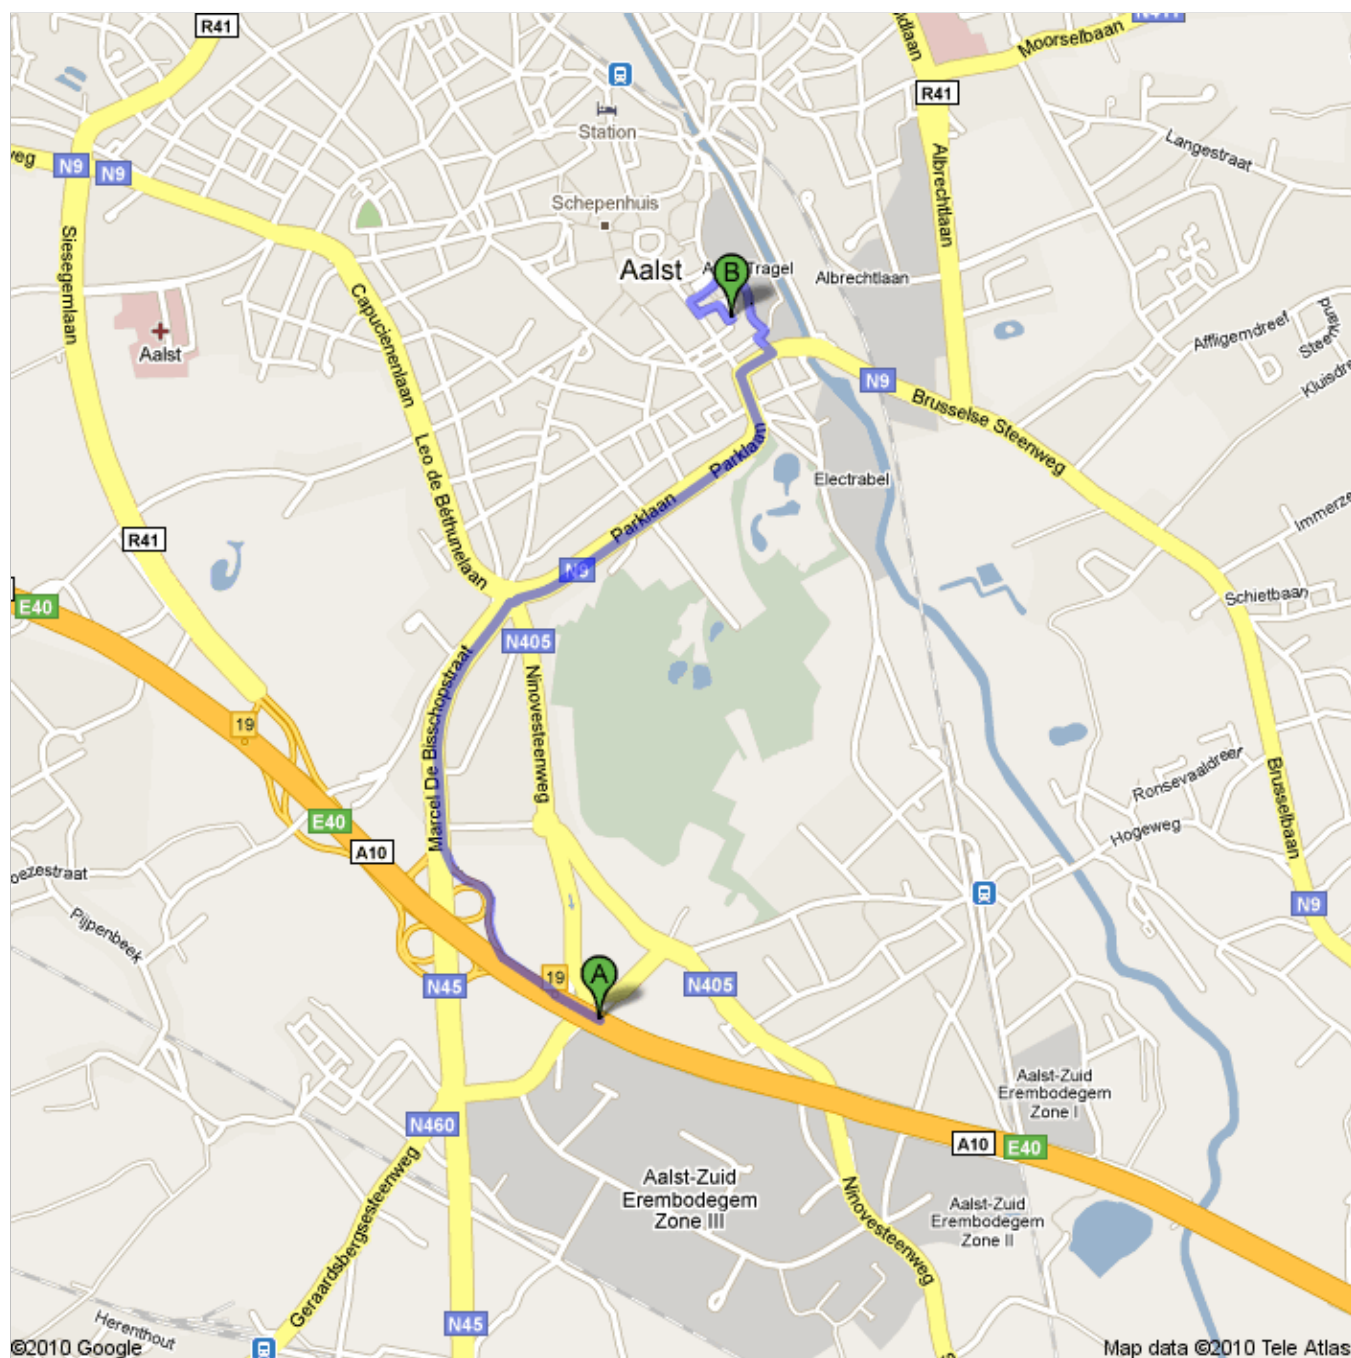 R41
Moorselbaan
R41
Station
Langestraat
N9
N9
Albrechtlaan
Schepenhuis
Siesegemlaan
Aalst
B
Tragel
Albrechtlaan
Capucienenlaan
Affligemdreef
Aalst
N9
Brusselse Steenweg
Leo de Béthunelaan
Parklaan
Electrabel
Parklaan
R41
N9
E40
Schietbaan
N405
Ninovesteenweg
Marcel De Bisschopstraat
19
Ronsevaaldreef
Brusselbaan
E40
Hogeweg
A10
Pijpenbeek
N9
19
A
N45
N405
Aalst-Zuid
Erembodegem
Zone I
N460
A10
E40
Aalst-Zuid
Erembodegem
Zone III
Aalst-Zuid
Erembodegem
Zone II
Geraardsbergsesteenweg
Ninovesteenweg
Herenthout
N45
©2010 Google
Map data ©2010 Tele Atlas